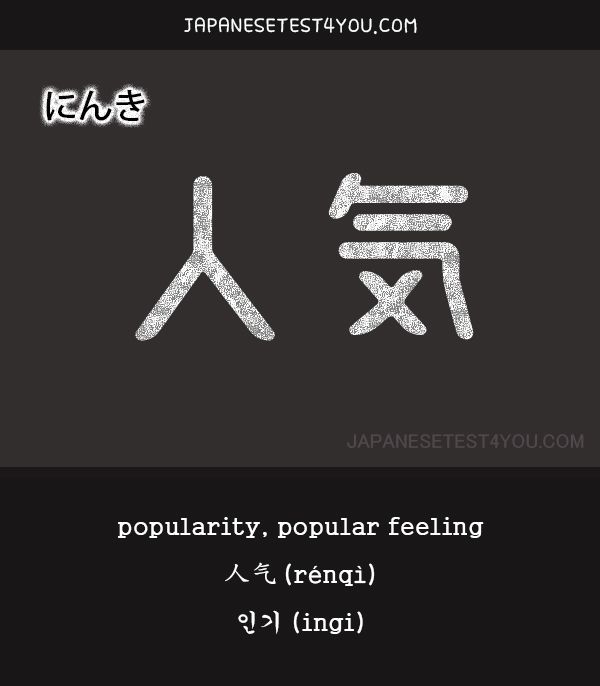 JAPANESETEST4YOU.COM
にんき
人気
JAPANESETEST4YOU.COM
popularity, popular feeling
人气 (rénqì)
인기 (ingi)